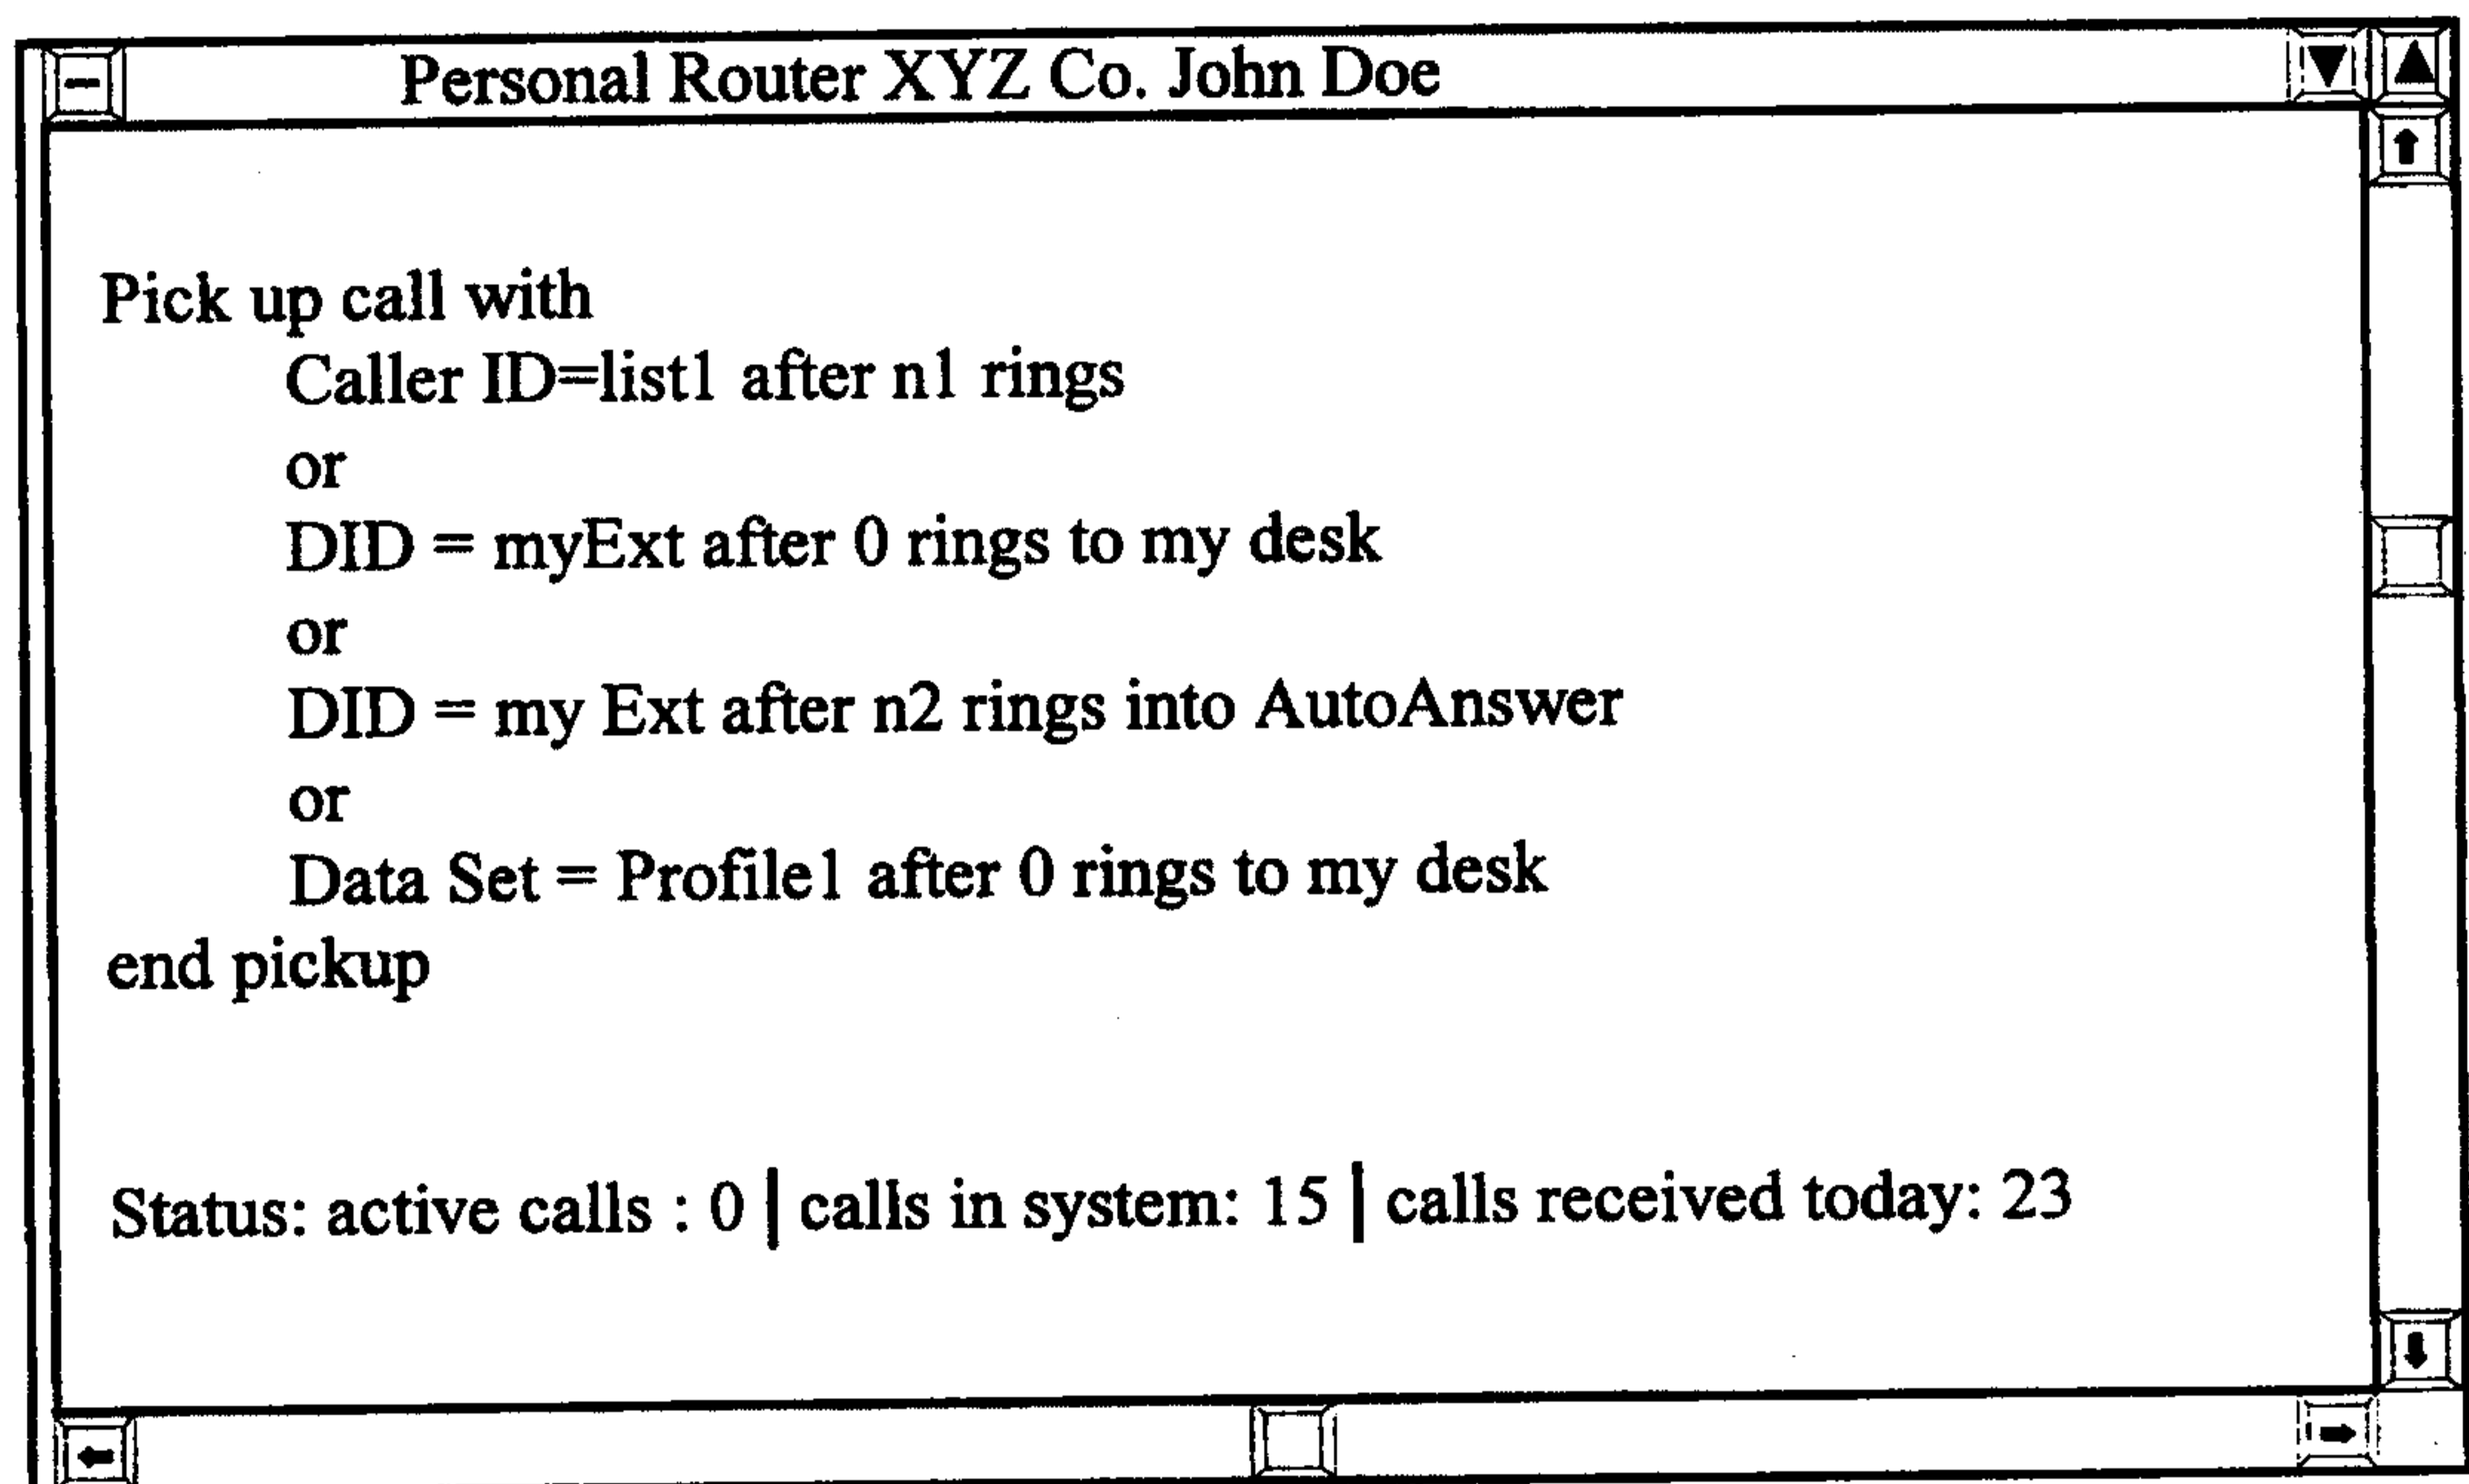 Personal Router XYZ Co. John Doe
Pick up call with
Caller ID=list1 after n1 rings
or
DID = myExt after 0 rings to my desk
or
DID = my Ext after n2 rings into AutoAnswer
or
Data Set = Profile1 after 0 rings to my desk
end pickup
Status: active calls : 0 | calls in system: 15 | calls received today: 23